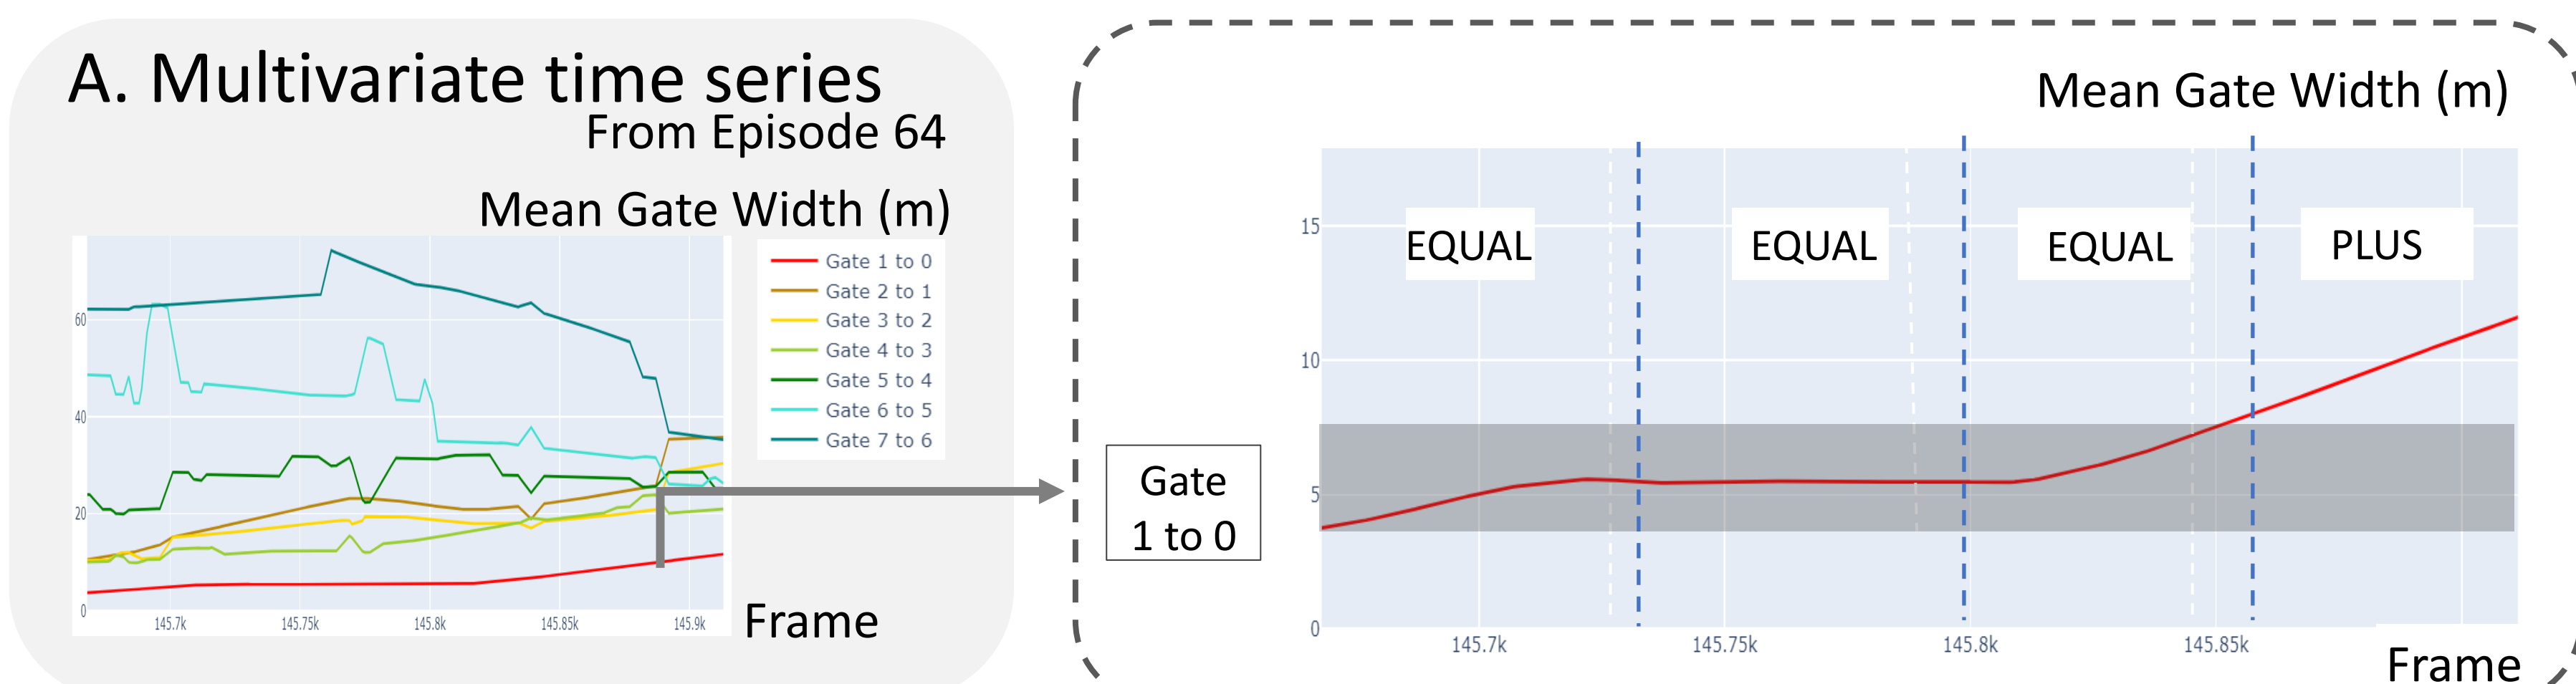 A. Multivariate time series
From Episode 64
Mean Gate Width (m)
60
40
20
0
145.7k 145.75k 145.8k 145.85k 145.9k
Frame
Gate 1 to 0
Gate 2 to 1
Gate 3 to 2
Gate 4 to 3
Gate 5 to 4
Gate 6 to 5
Gate 7 to 6
Mean Gate Width (m)
Gate
1 to 0
15
10
5
0
EQUAL EQUAL EQUAL PLUS
145.7k 145.75k 145.8k 145.85k
Frame